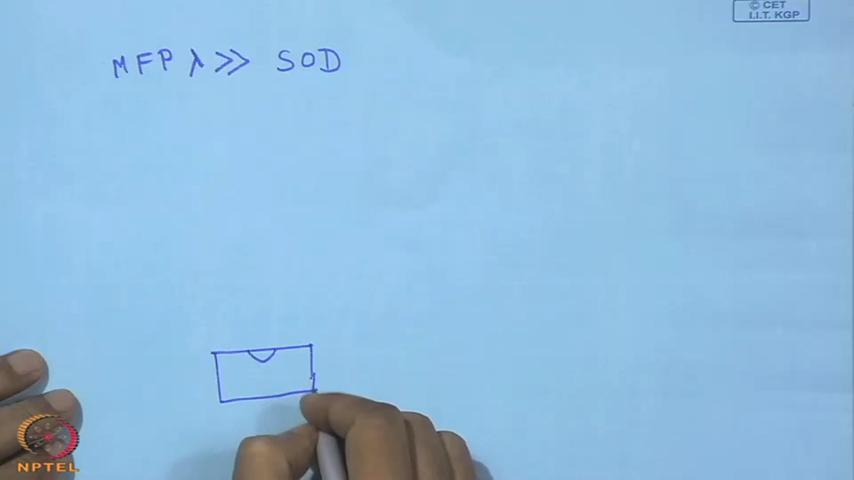 © CET
I.I.T. KGP
MFP λ >> SOD
NPTEL